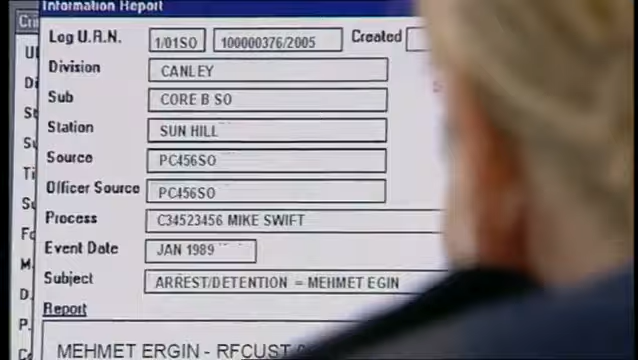 Information Report
Log U.R.N. 1/01SO 100000376/2005 Created
Division CANLEY
Sub CORE B SO
Station SUN HILL
Source PC456SO
Officer Source PC456SO
Process C34523456 MIKE SWIFT
Event Date JAN 1989
Subject ARREST/DETENTION = MEHMET EGIN
Report
MEHMET ERGIN - RFCUST